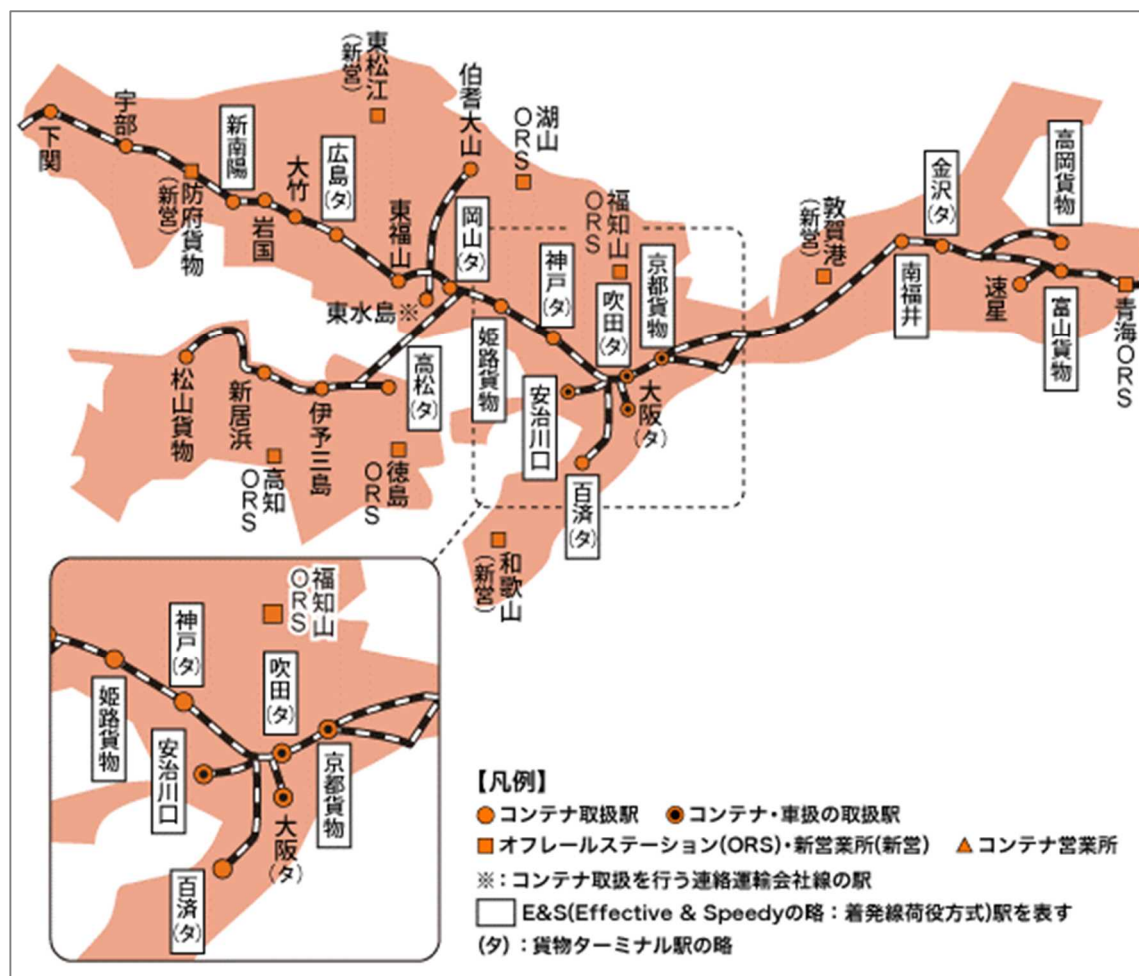 下関
宇部
防府貨物
(新営)
新南陽
岩国
大竹
広島(タ)
東松江
(新営)
東福山
伯耆大山
東水島※
岡山(タ)
湖山
ORS
福知山
ORS
姫路貨物
神戸(タ)
吹田(タ)
京都貨物
安治川口
大阪(タ)
百済(タ)
和歌山
(新営)
敦賀港
(新営)
南福井
金沢(タ)
高岡貨物
速星
富山貨物
青海ORS
松山貨物
新居浜
伊予三島
高松(タ)
高知
ORS
徳島
ORS
福知山
ORS
神戸(タ)
姫路貨物
吹田(タ)
安治川口
京都貨物
大阪(タ)
百済(タ)
【凡例】
コンテナ取扱駅 コンテナ・車扱の取扱駅
オフレールステーション(ORS)・新営業所(新営) コンテナ営業所
※：コンテナ取扱を行う連絡運輸会社線の駅
E&S(Effective & Speedyの略：着発線荷役方式)駅を表す
(タ)：貨物ターミナル駅の略